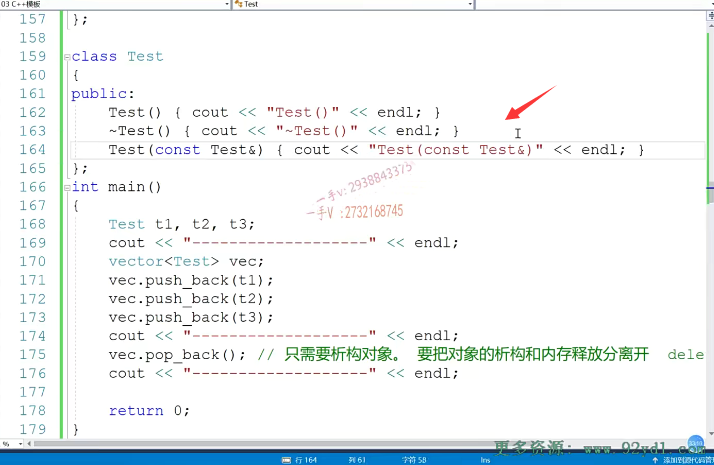 03 C++模板
Test
157 };
158
159 class Test
160 {
161 public:
162 Test() { cout << "Test()" << endl; }
163 ~Test() { cout << "~Test()" << endl; }
164 Test(const Test&) { cout << "Test(const Test&)" << endl; }
165 };
166 int main()
一手v: 2938843375
167 {
一手V :2732168745
168 Test t1, t2, t3;
169 cout << "-------------------" << endl;
170 vector<Test> vec;
171 vec.push_back(t1);
172 vec.push_back(t2);
173 vec.push_back(t3);
174 cout << "-------------------" << endl;
175 vec.pop_back(); // 只需要析构对象。 要把对象的析构和内存释放分离开 dele
176 cout << "-------------------" << endl;
177
178 return 0;
179 }
更多资源: www.92ydl.com
%
行 164 列 61 字符 58 Ins 添加到源代码管